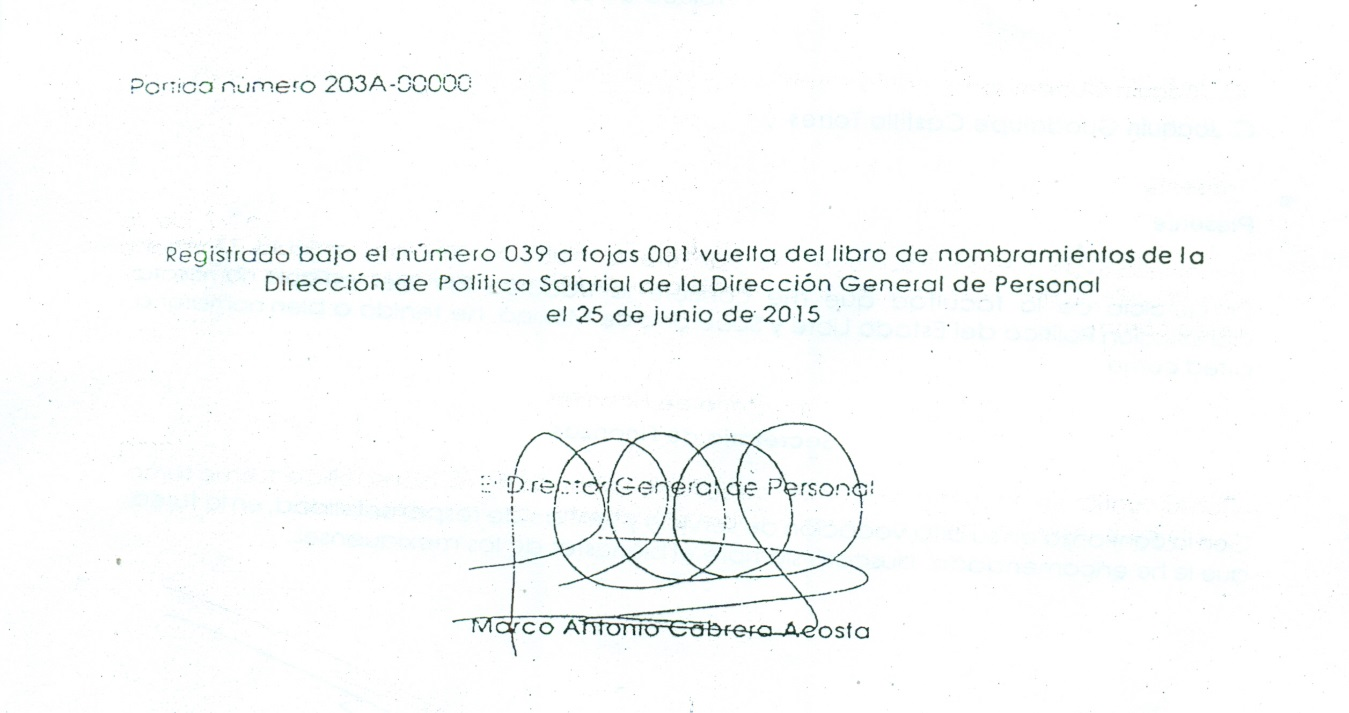 Partida número 203A-00000
Registrado bajo el número 039 a fojas 001 vuelta del libro de nombramientos de la
Dirección de Política Salarial de la Dirección General de Personal
el 25 de junio de 2015
El Director General de Personal
Marco Antonio Cabrera Acosta